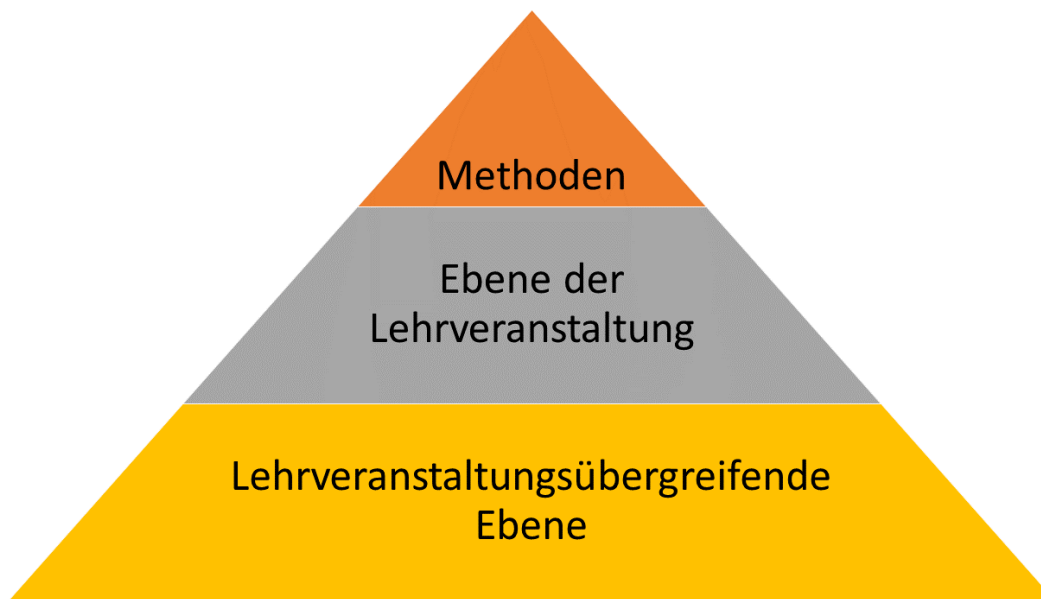 Methoden
Ebene der
Lehrveranstaltung
Lehrveranstaltungsübergreifende
Ebene